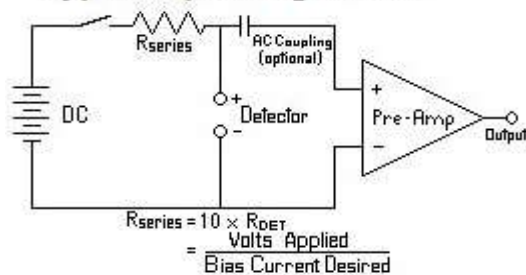 Rseries
AC Coupling
(optional)
+
DC
Detector
-
+
Pre-Amp
-
Output
Rseries = 10 × RDET
= Volts Applied
Bias Current Desired